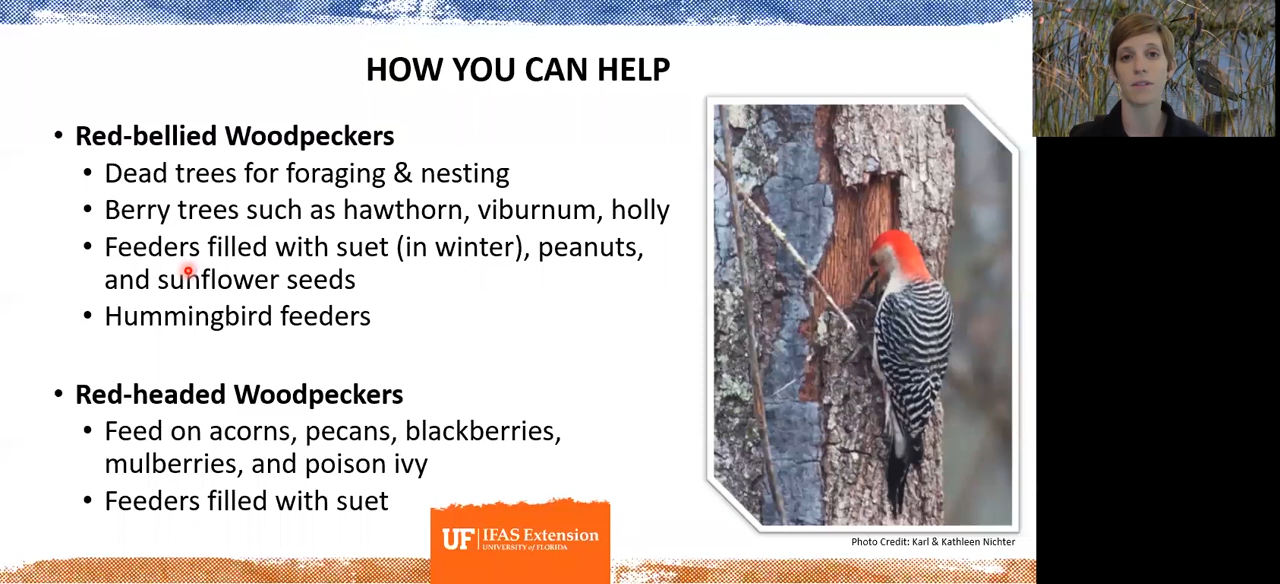 HOW YOU CAN HELP
• Red-bellied Woodpeckers
• Dead trees for foraging & nesting
• Berry trees such as hawthorn, viburnum, holly
• Feeders filled with suet (in winter), peanuts,
and sunflower seeds
• Hummingbird feeders
• Red-headed Woodpeckers
• Feed on acorns, pecans, blackberries,
mulberries, and poison ivy
• Feeders filled with suet
UF IFAS Extension
UNIVERSITY of FLORIDA
Photo Credit: Karl & Kathleen Nichter